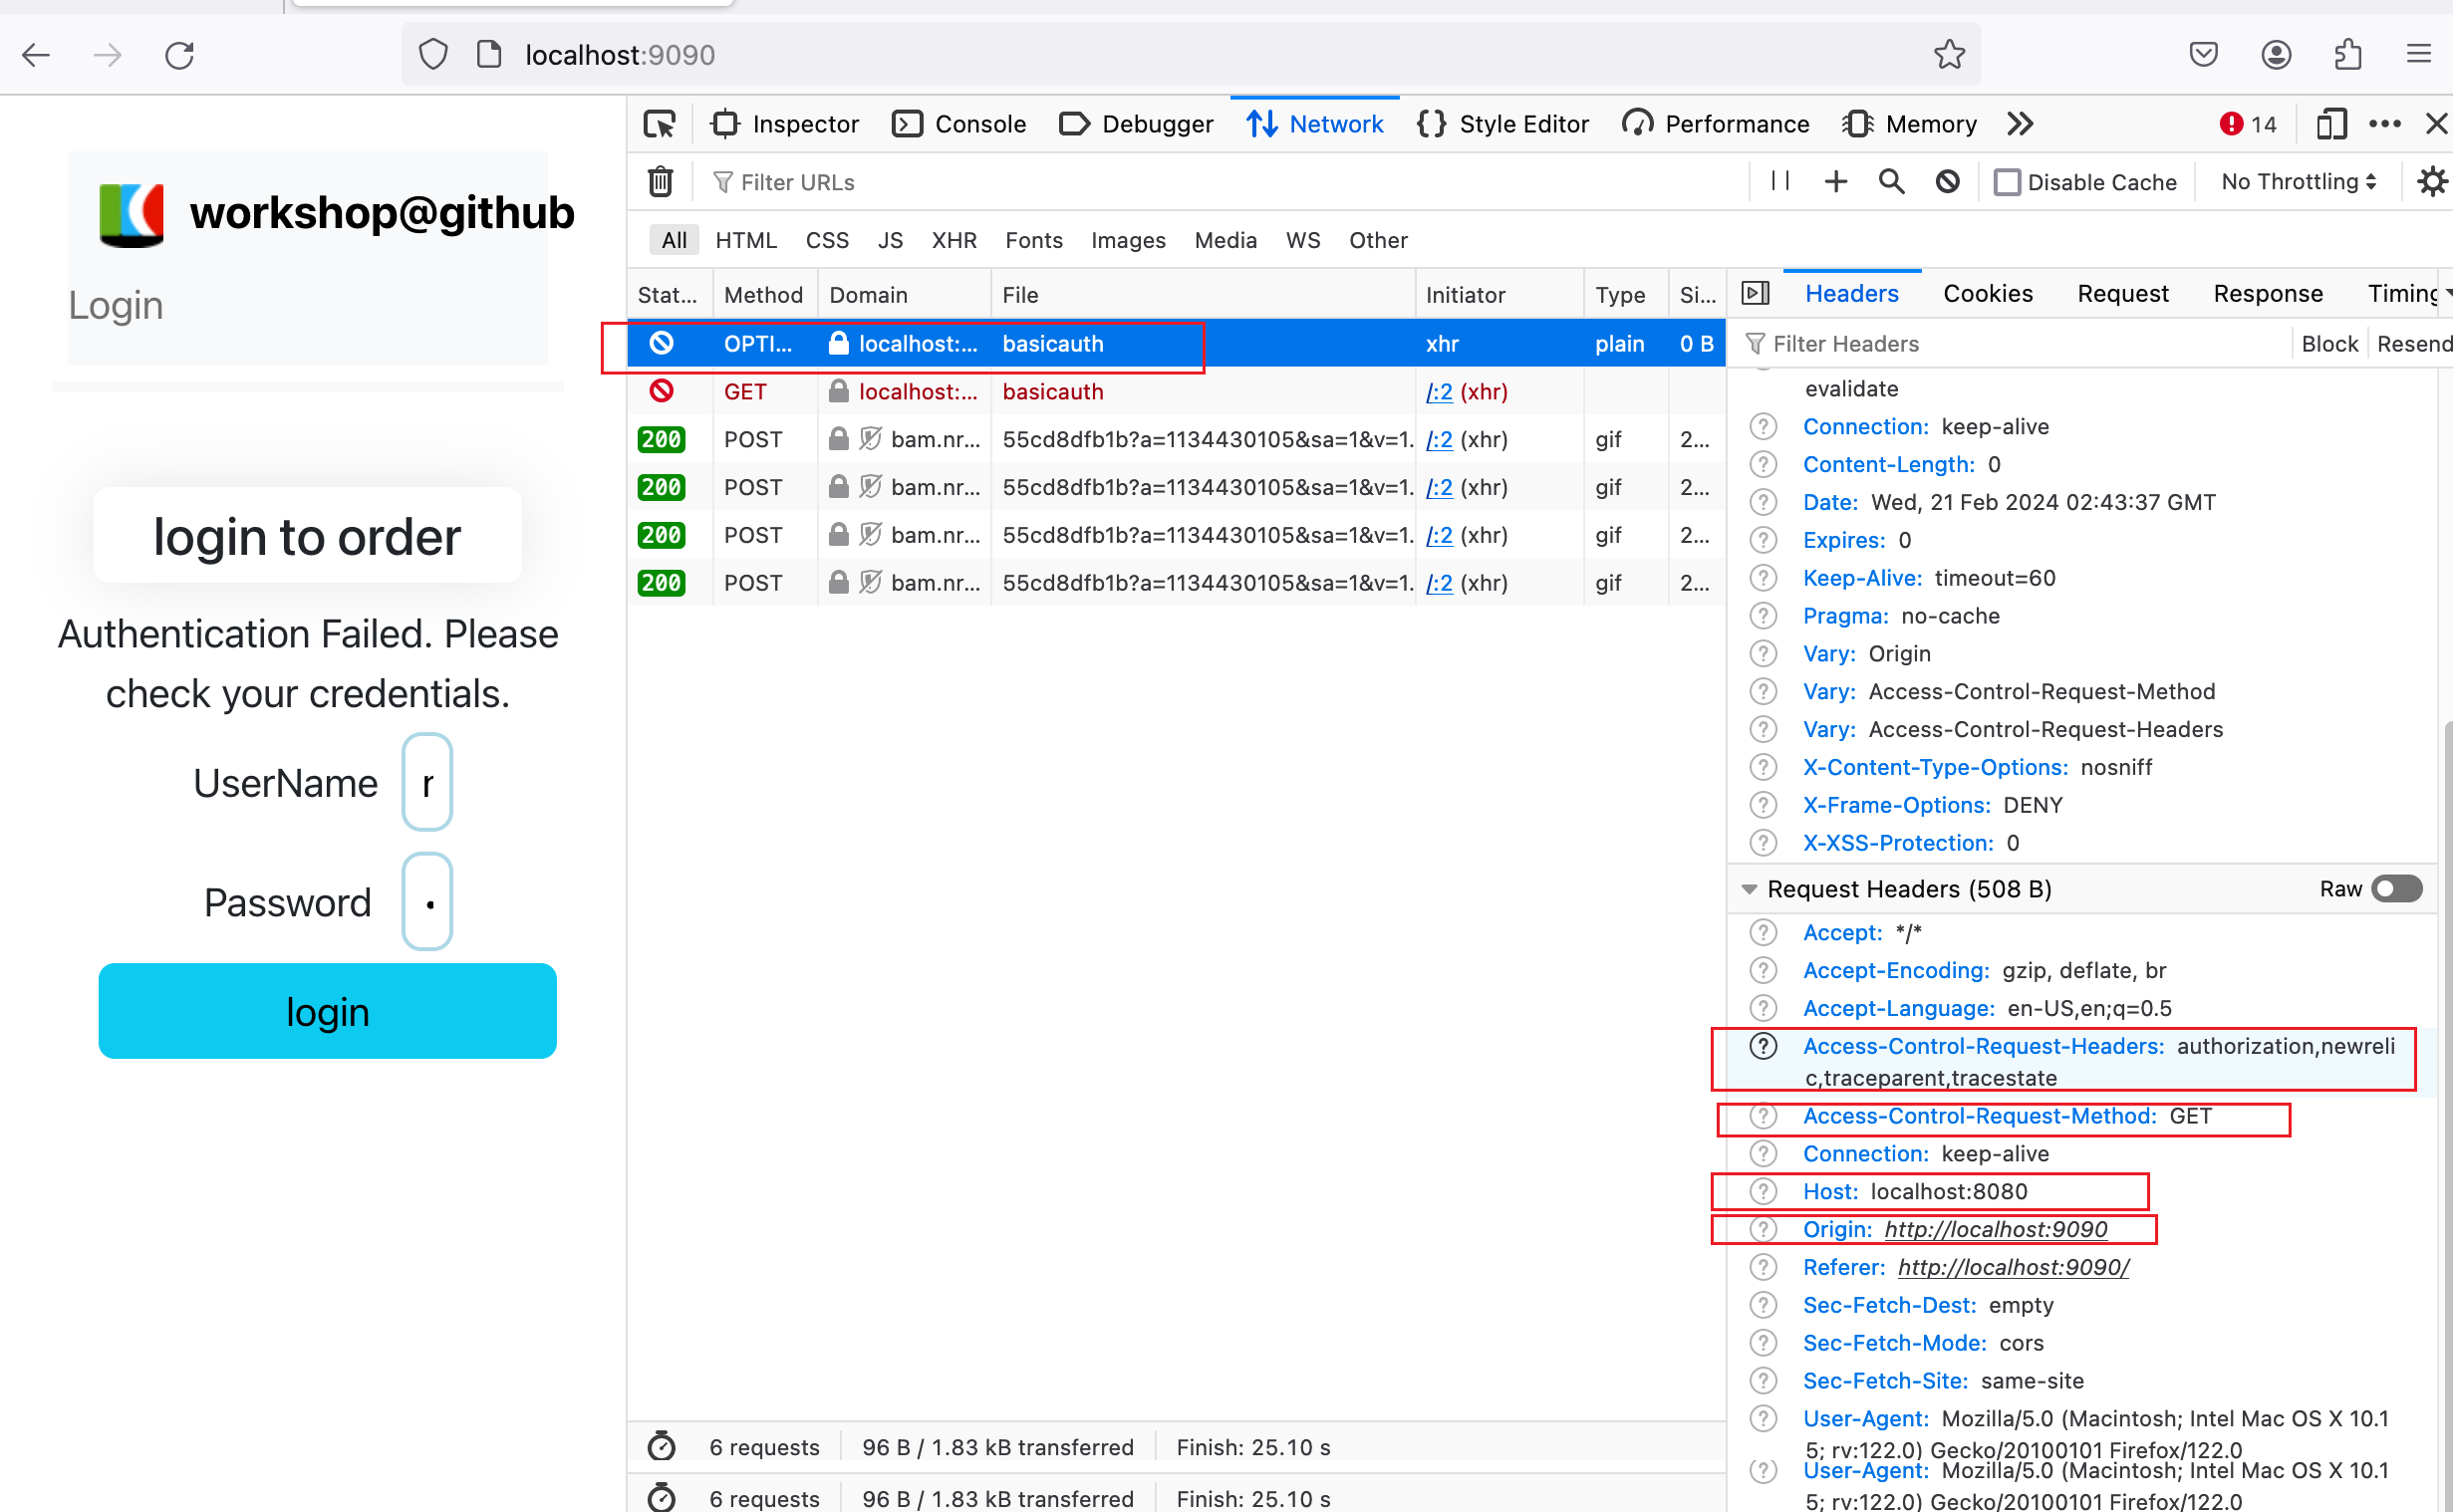 localhost:9090
workshop@github
Login
login to order
Authentication Failed. Please
check your credentials.
UserName r
Password
login
Inspector Console Debugger Network Style Editor Performance Memory 14
Filter URLs Disable Cache No Throttling
All HTML CSS JS XHR Fonts Images Media WS Other
Stat... Method Domain File Initiator Type Si...
OPTI... localhost:... basicauth xhr plain 0 B
GET localhost:... basicauth /:2 (xhr)
200 POST bam.nr... 55cd8dfb1b?a=1134430105&sa=1&v=1. /:2 (xhr) gif 2...
200 POST bam.nr... 55cd8dfb1b?a=1134430105&sa=1&v=1. /:2 (xhr) gif 2...
200 POST bam.nr... 55cd8dfb1b?a=1134430105&sa=1&v=1. /:2 (xhr) gif 2...
200 POST bam.nr... 55cd8dfb1b?a=1134430105&sa=1&v=1. /:2 (xhr) gif 2...
6 requests 96 B / 1.83 kB transferred Finish: 25.10 s
6 requests 96 B / 1.83 kB transferred Finish: 25.10 s
Headers Cookies Request Response Timing
Filter Headers Block Resend
evalidate
Connection: keep-alive
Content-Length: 0
Date: Wed, 21 Feb 2024 02:43:37 GMT
Expires: 0
Keep-Alive: timeout=60
Pragma: no-cache
Vary: Origin
Vary: Access-Control-Request-Method
Vary: Access-Control-Request-Headers
X-Content-Type-Options: nosniff
X-Frame-Options: DENY
X-XSS-Protection: 0
Request Headers (508 B) Raw
Accept: */*
Accept-Encoding: gzip, deflate, br
Accept-Language: en-US,en;q=0.5
Access-Control-Request-Headers: authorization,newreli
c,traceparent,tracestate
Access-Control-Request-Method: GET
Connection: keep-alive
Host: localhost:8080
Origin: http://localhost:9090
Referer: http://localhost:9090/
Sec-Fetch-Dest: empty
Sec-Fetch-Mode: cors
Sec-Fetch-Site: same-site
User-Agent: Mozilla/5.0 (Macintosh; Intel Mac OS X 10.1
5; rv:122.0) Gecko/20100101 Firefox/122.0
User-Agent: Mozilla/5.0 (Macintosh; Intel Mac OS X 10.1
5; rv:122.0) Gecko/20100101 Firefox/122.0